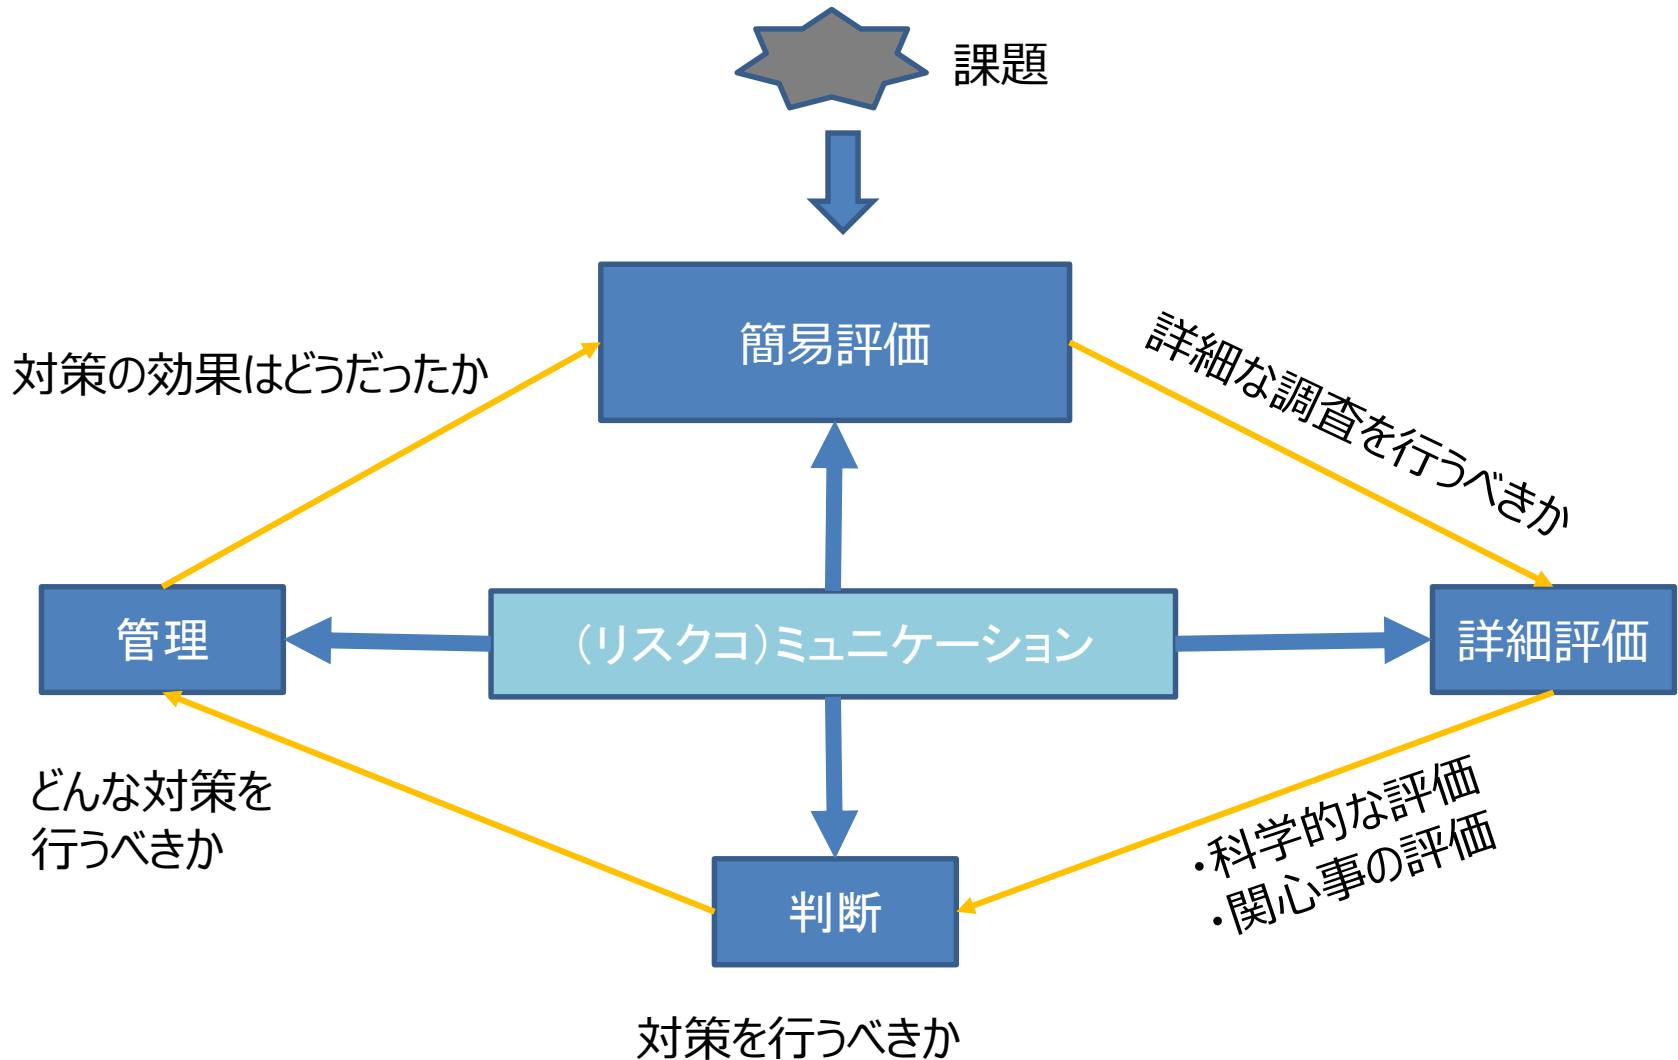 課題
簡易評価
対策の効果はどうだったか
詳細な調査を行うべきか
管理
（リスクコ）ミュニケーション
詳細評価
どんな対策を
行うべきか
・科学的な評価
・関心事の評価
判断
対策を行うべきか